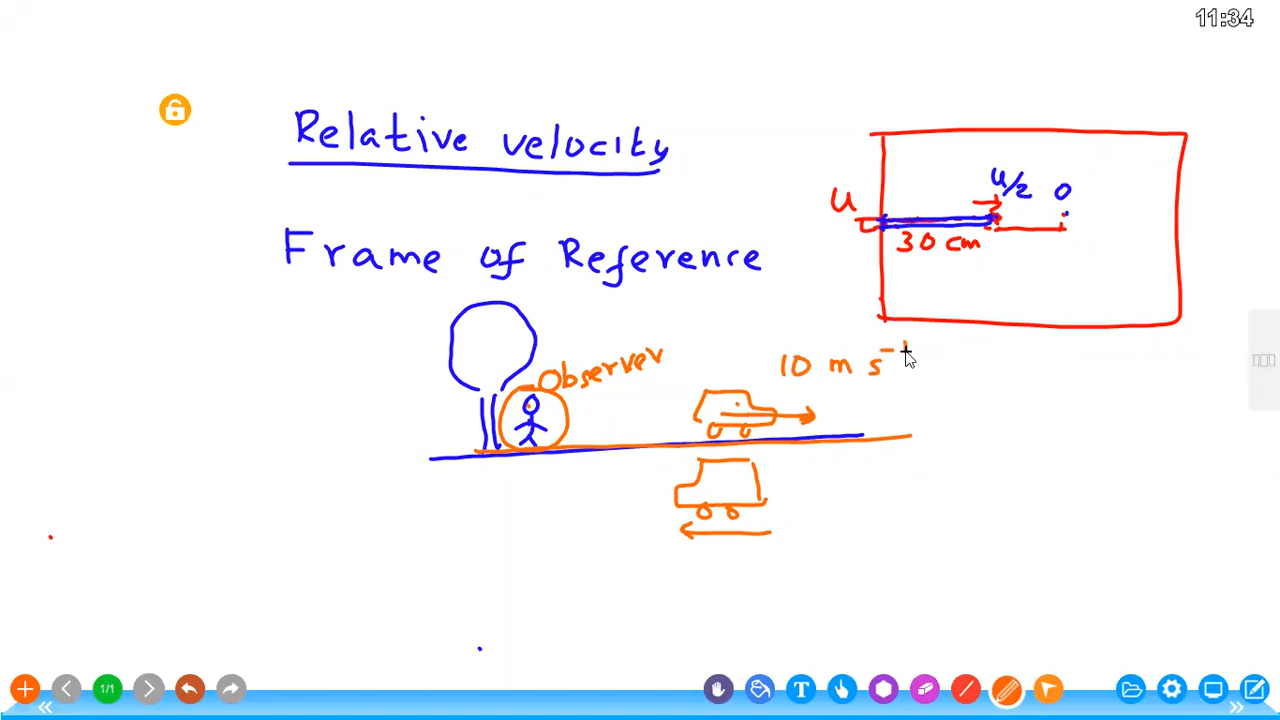 11:34
Relative velocity
u/2 0
u
30 cm
Frame of Reference
Observer
10 m s⁻¹
1/1
T